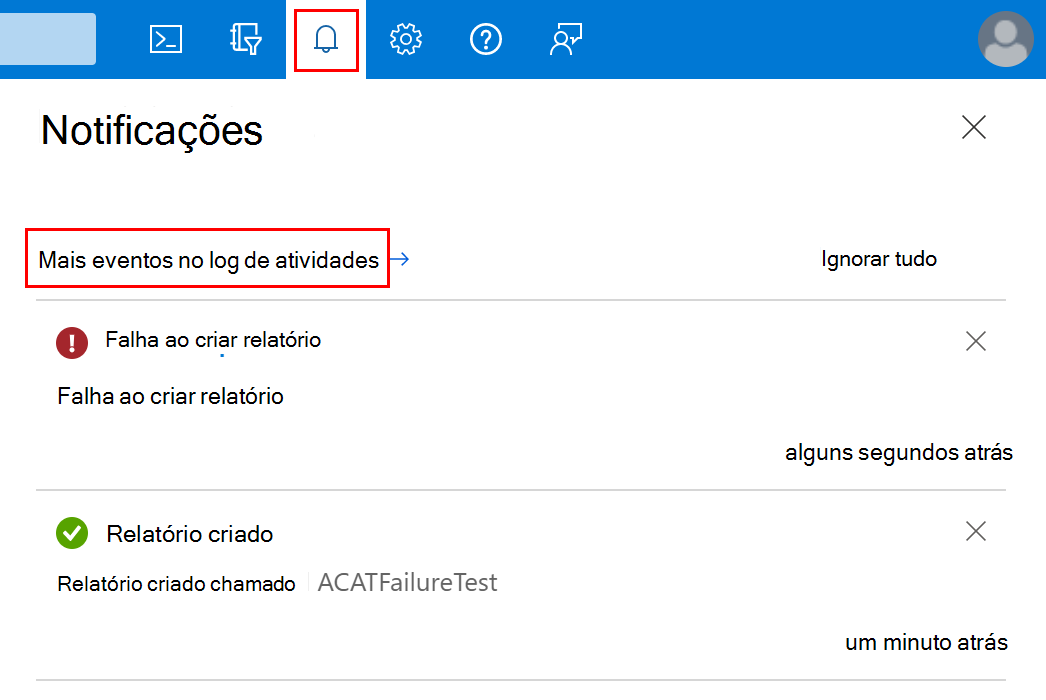 Notificações
Mais eventos no log de atividades
Ignorar tudo
Falha ao criar relatório
Falha ao criar relatório
alguns segundos atrás
Relatório criado
Relatório criado chamado ACATFailureTest
um minuto atrás